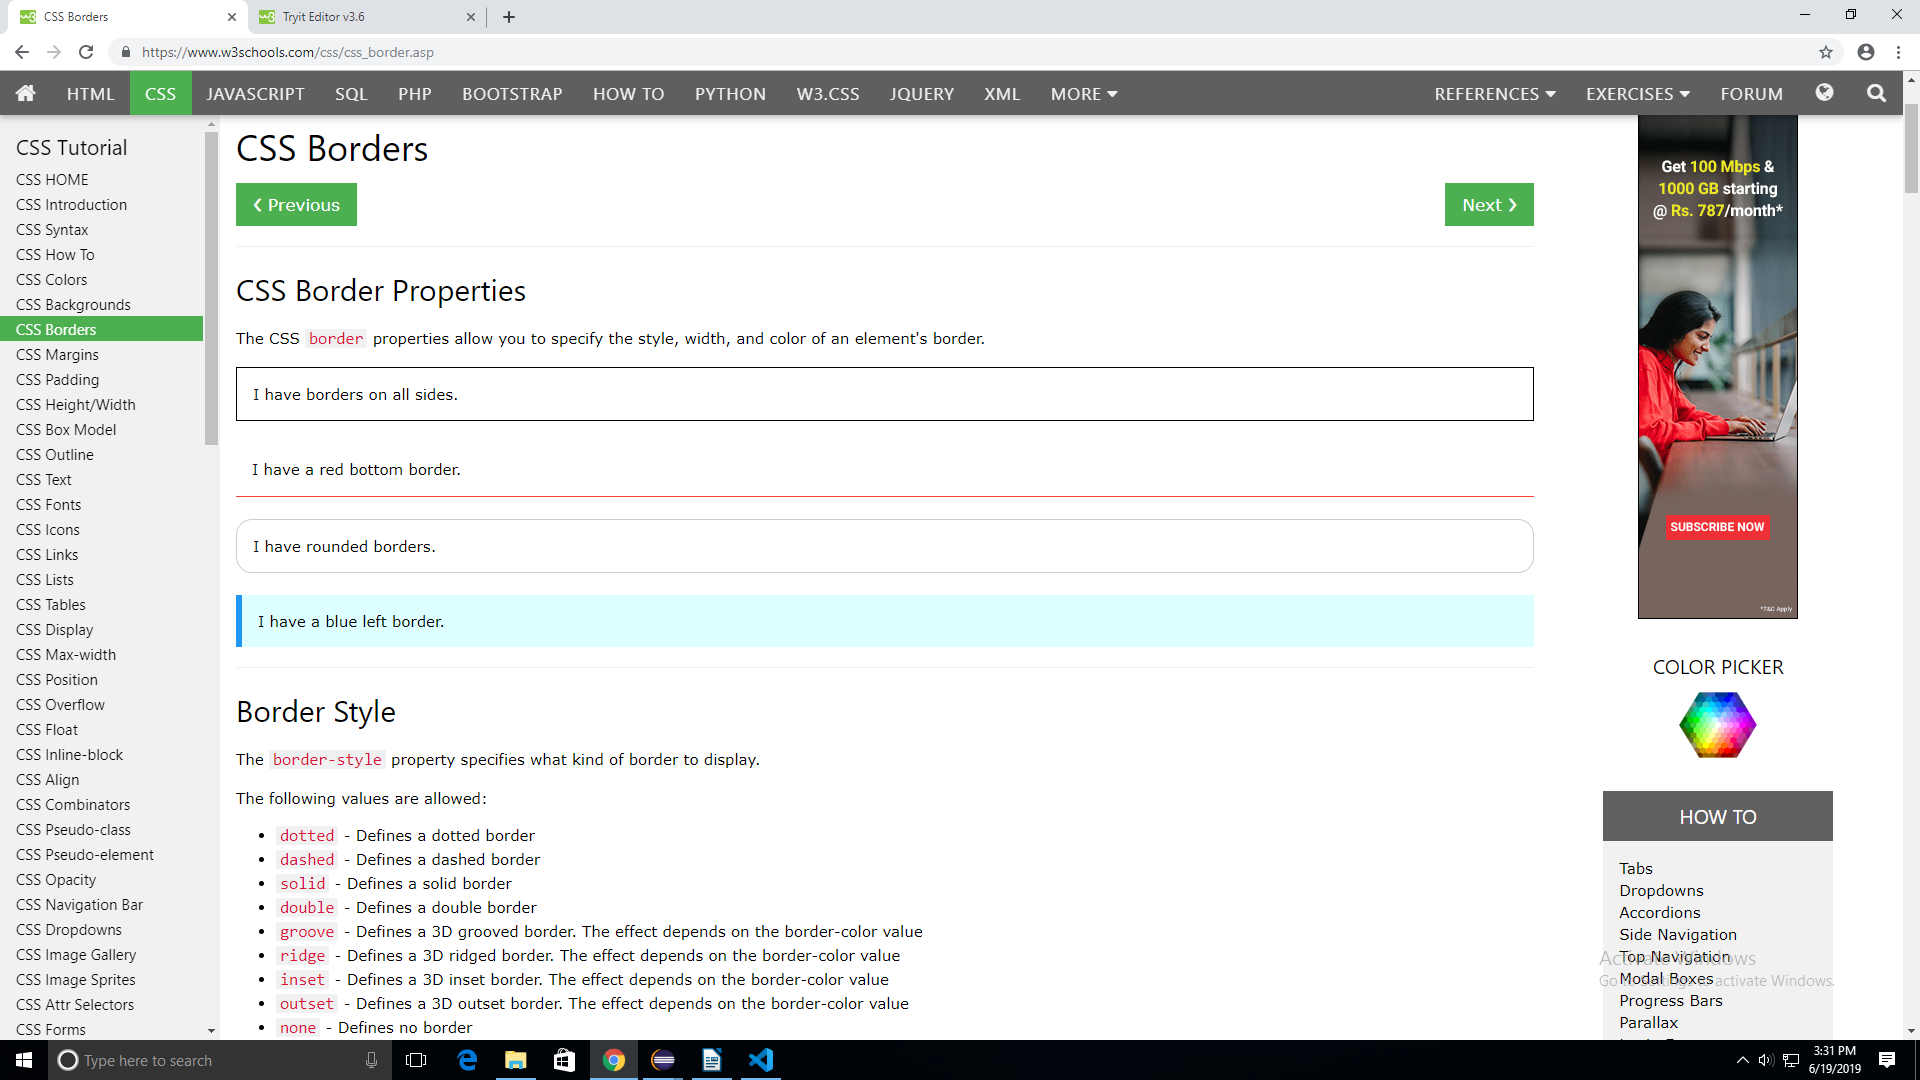 CSS Borders
Tryit Editor v3.6
https://www.w3schools.com/css/css_border.asp
HTML
CSS
JAVASCRIPT
SQL
PHP
BOOTSTRAP
HOW TO
PYTHON
W3.CSS
JQUERY
XML
MORE
REFERENCES
EXERCISES
FORUM
CSS Tutorial
CSS HOME
CSS Introduction
CSS Syntax
CSS How To
CSS Colors
CSS Backgrounds
CSS Borders
CSS Margins
CSS Padding
CSS Height/Width
CSS Box Model
CSS Outline
CSS Text
CSS Fonts
CSS Icons
CSS Links
CSS Lists
CSS Tables
CSS Display
CSS Max-width
CSS Position
CSS Overflow
CSS Float
CSS Inline-block
CSS Align
CSS Combinators
CSS Pseudo-class
CSS Pseudo-element
CSS Opacity
CSS Navigation Bar
CSS Dropdowns
CSS Image Gallery
CSS Image Sprites
CSS Attr Selectors
CSS Forms
CSS Borders
❮ Previous
Next ❯
CSS Border Properties
The CSS border properties allow you to specify the style, width, and color of an element's border.
I have borders on all sides.
I have a red bottom border.
I have rounded borders.
I have a blue left border.
Border Style
The border-style property specifies what kind of border to display.
The following values are allowed:
• dotted - Defines a dotted border
• dashed - Defines a dashed border
• solid - Defines a solid border
• double - Defines a double border
• groove - Defines a 3D grooved border. The effect depends on the border-color value
• ridge - Defines a 3D ridged border. The effect depends on the border-color value
• inset - Defines a 3D inset border. The effect depends on the border-color value
• outset - Defines a 3D outset border. The effect depends on the border-color value
• none - Defines no border
Get 100 Mbps &
1000 GB starting
@ Rs. 787/month*
SUBSCRIBE NOW
*T&C Apply
COLOR PICKER
HOW TO
Tabs
Dropdowns
Accordions
Side Navigation
Top Navigation
Modal Boxes
Progress Bars
Parallax
Activate Windows
Go to Settings to activate Windows.
Type here to search
3:31 PM
6/19/2019